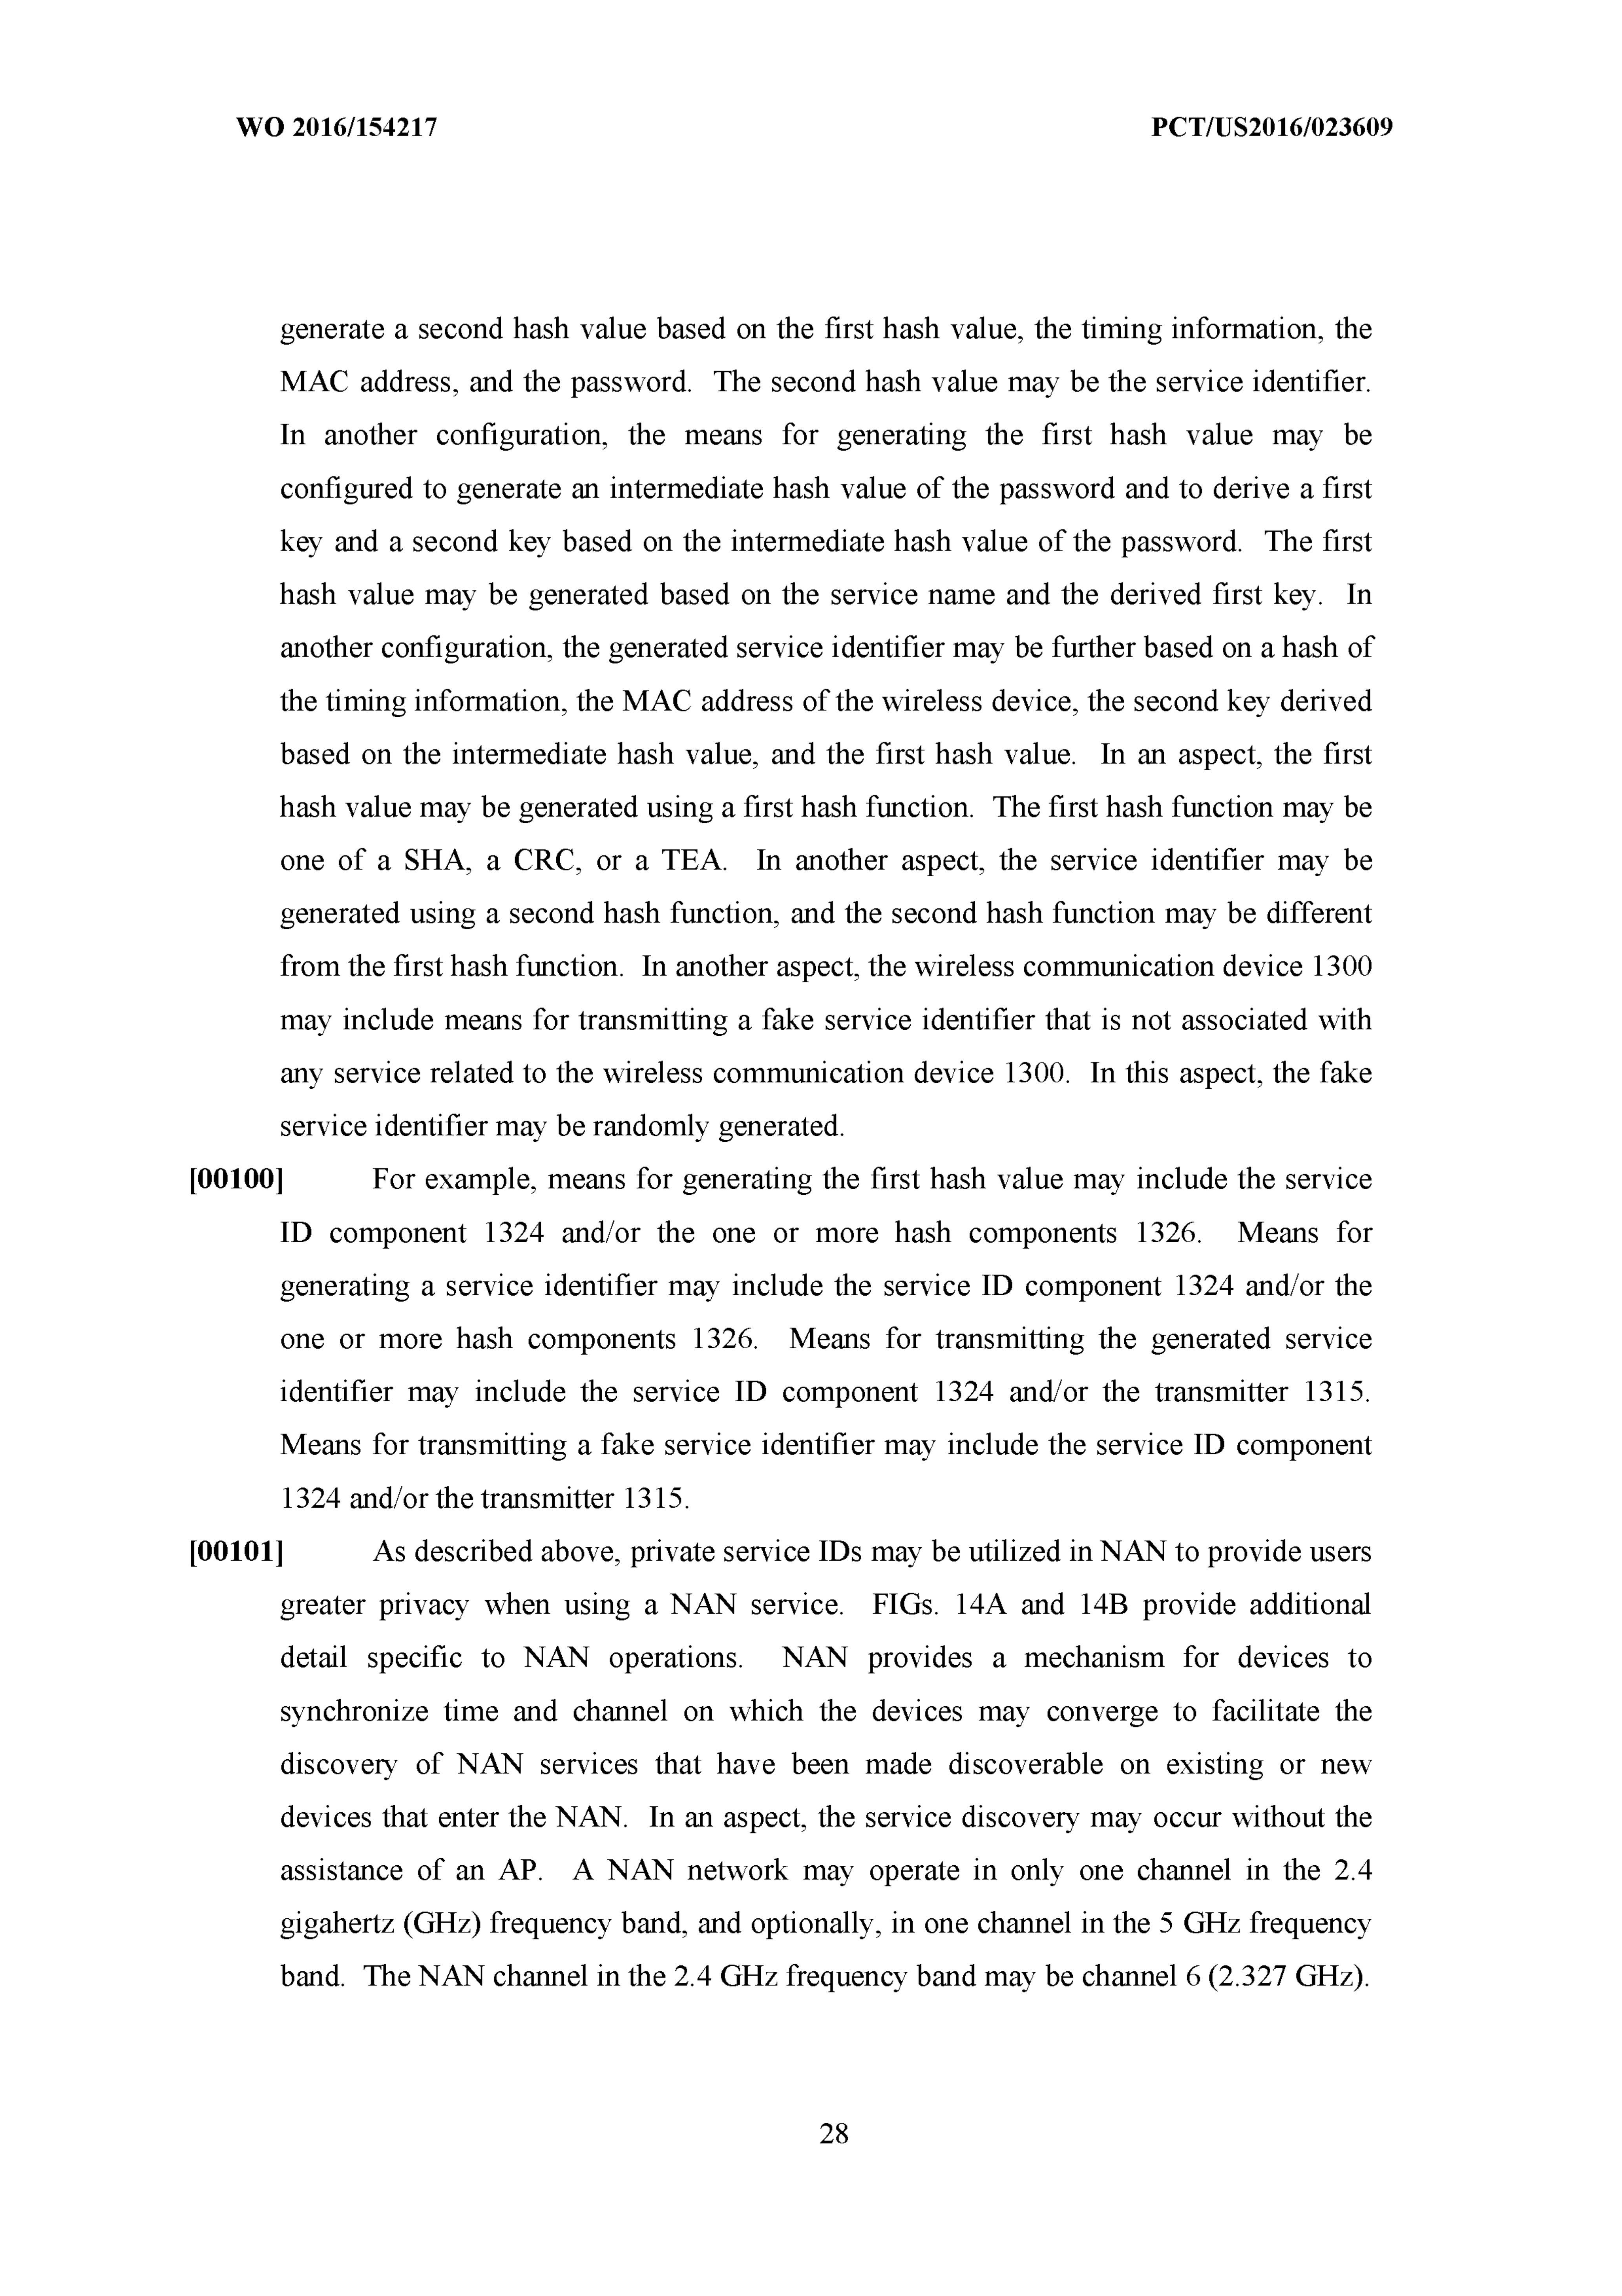 WO 2016/154217 PCT/US2016/023609
generate a second hash value based on the first hash value, the timing information, the
MAC address, and the password. The second hash value may be the service identifier.
In another configuration, the means for generating the first hash value may be
configured to generate an intermediate hash value of the password and to derive a first
key and a second key based on the intermediate hash value of the password. The first
hash value may be generated based on the service name and the derived first key. In
another configuration, the generated service identifier may be further based on a hash of
the timing information, the MAC address of the wireless device, the second key derived
based on the intermediate hash value, and the first hash value. In an aspect, the first
hash value may be generated using a first hash function. The first hash function may be
one of a SHA, a CRC, or a TEA. In another aspect, the service identifier may be
generated using a second hash function, and the second hash function may be different
from the first hash function. In another aspect, the wireless communication device 1300
may include means for transmitting a fake service identifier that is not associated with
any service related to the wireless communication device 1300. In this aspect, the fake
service identifier may be randomly generated.
[00100] For example, means for generating the first hash value may include the service
ID component 1324 and/or the one or more hash components 1326. Means for
generating a service identifier may include the service ID component 1324 and/or the
one or more hash components 1326. Means for transmitting the generated service
identifier may include the service ID component 1324 and/or the transmitter 1315.
Means for transmitting a fake service identifier may include the service ID component
1324 and/or the transmitter 1315.
[00101] As described above, private service IDs may be utilized in NAN to provide users
greater privacy when using a NAN service. FIGs. 14A and 14B provide additional
detail specific to NAN operations. NAN provides a mechanism for devices to
synchronize time and channel on which the devices may converge to facilitate the
discovery of NAN services that have been made discoverable on existing or new
devices that enter the NAN. In an aspect, the service discovery may occur without the
assistance of an AP. A NAN network may operate in only one channel in the 2.4
gigahertz (GHz) frequency band, and optionally, in one channel in the 5 GHz frequency
band. The NAN channel in the 2.4 GHz frequency band may be channel 6 (2.327 GHz).
28